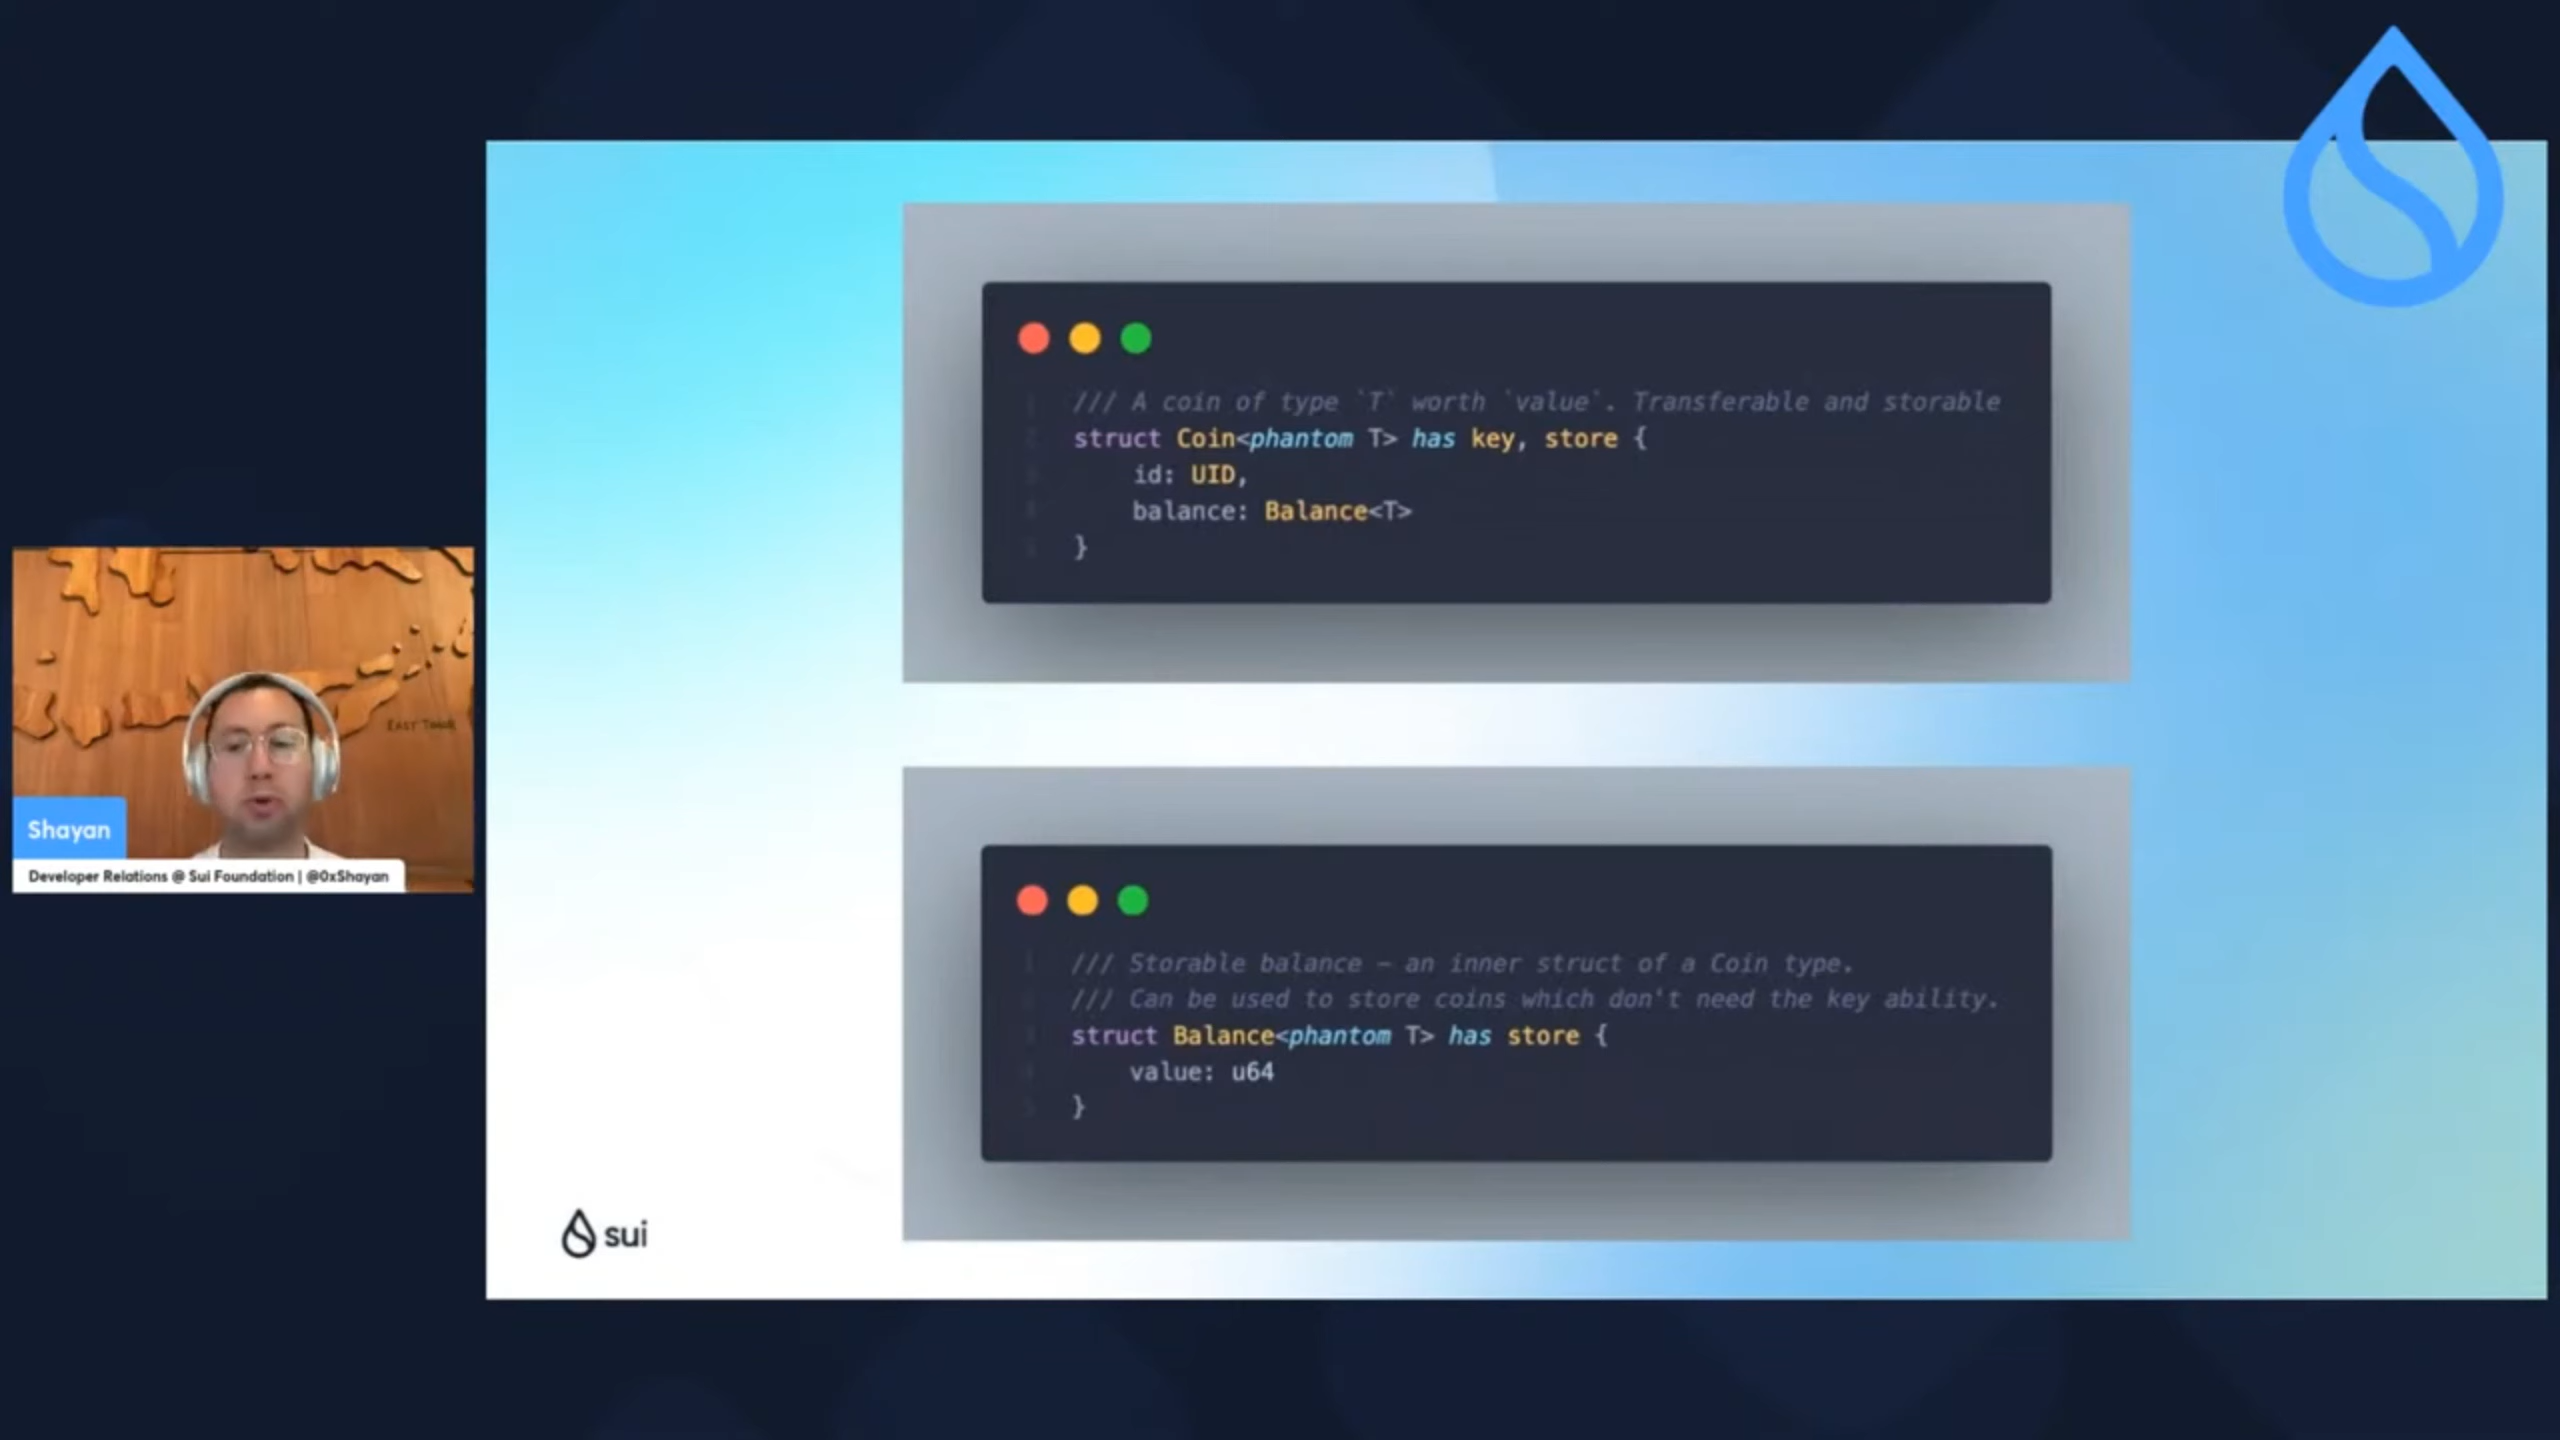 /// A coin of type `T` worth `value`. Transferable and storable
struct Coin<phantom T> has key, store {
    id: UID,
    balance: Balance<T>
}
EAST TIMOR
Shayan
Developer Relations @ Sui Foundation | @0xShayan
/// Storable balance – an inner struct of a Coin type.
/// Can be used to store coins which don't need the key ability.
struct Balance<phantom T> has store {
    value: u64
}
sui